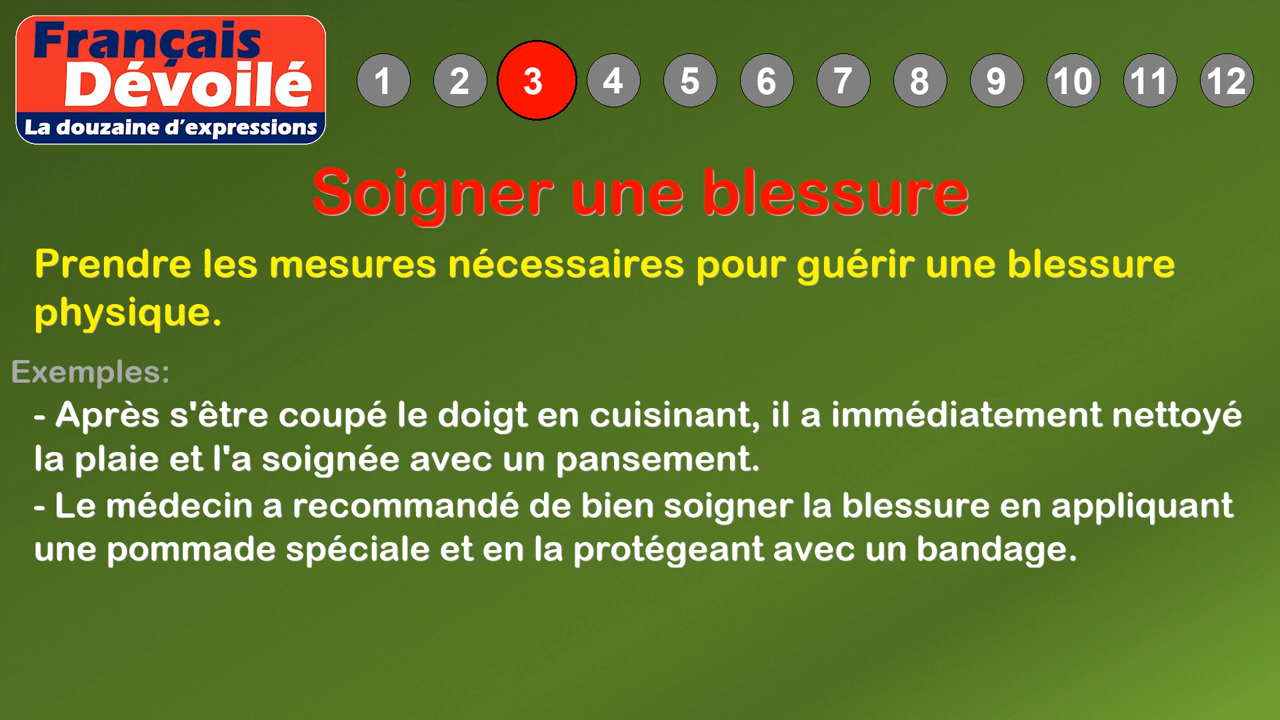 Français
Dévoilé
La douzaine d'expressions
1 2 3 4 5 6 7 8 9 10 11 12
Soigner une blessure
Prendre les mesures nécessaires pour guérir une blessure
physique.
Exemples:
- Après s'être coupé le doigt en cuisinant, il a immédiatement nettoyé
la plaie et l'a soignée avec un pansement.
- Le médecin a recommandé de bien soigner la blessure en appliquant
une pommade spéciale et en la protégeant avec un bandage.